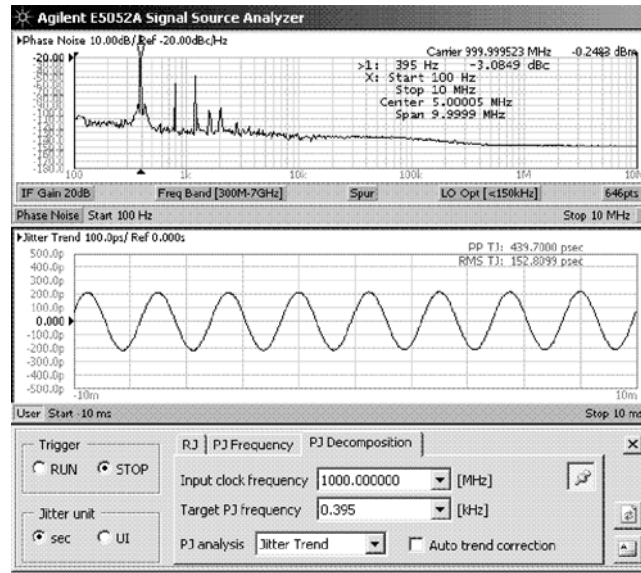 Agilent E5052A Signal Source Analyzer
Phase Noise 10.00dB/ Ref -20.00dBc/Hz
-20.00
Carrier 999.999523 MHz -0.2483 dBm
>1: 395 Hz -3.0849 dBc
X: Start 100 Hz
Stop 10 MHz
Center 5.00005 MHz
Span 9.9999 MHz
100 1k 10k 100k 1M 10M
IF Gain 20dB Freq Band [300M-7GHz] Spur LO Opt [<150kHz] 646pts
Phase Noise Start 100 Hz Stop 10 MHz
Jitter Trend 100.0ps/ Ref 0.000s
PP TJ: 439.7000 psec
RMS TJ: 152.8099 psec
500.0p
400.0p
300.0p
200.0p
100.0p
0.000
-100.0p
-200.0p
-300.0p
-400.0p
-500.0p
-10m 10m
User Start -10 ms Stop 10 ms
Trigger
RUN STOP
Jitter unit
sec UI
RJ PJ Frequency PJ Decomposition
Input clock frequency 1000.000000 [MHz]
Target PJ frequency 0.395 [kHz]
PJ analysis Jitter Trend Auto trend correction